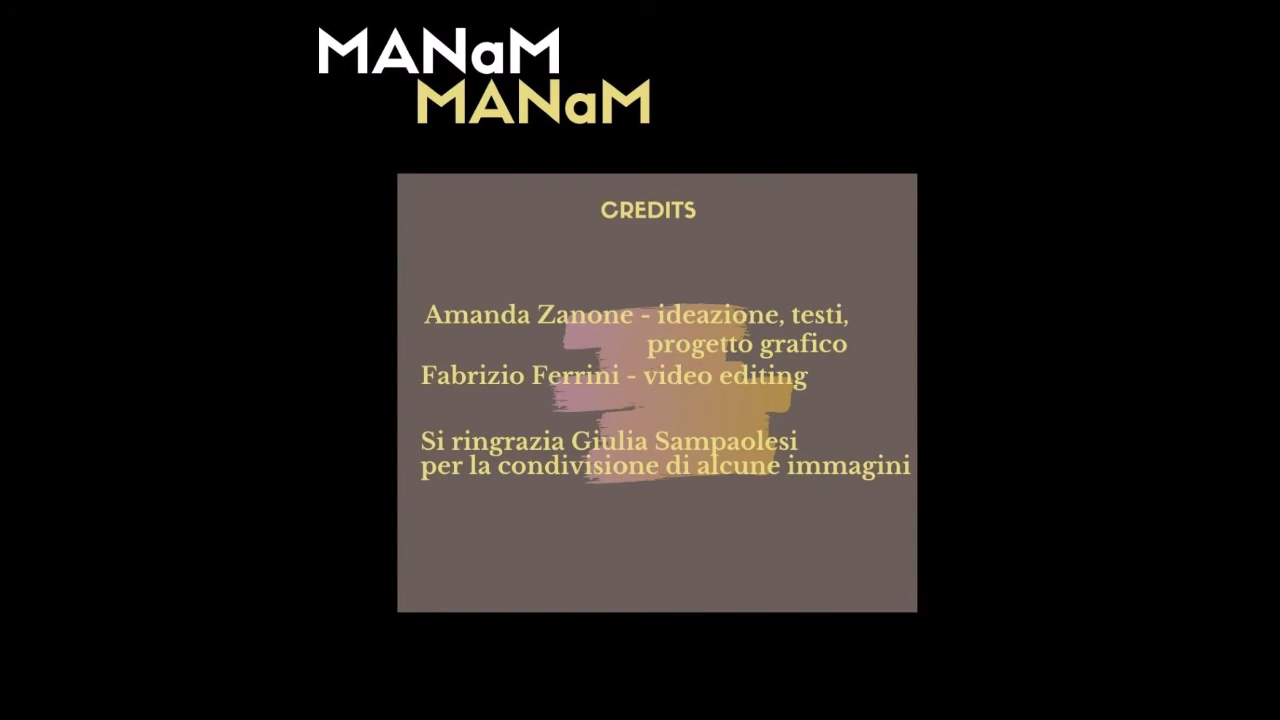 MANaM
MANaM
CREDITS
Amanda Zanone - ideazione, testi,
progetto grafico
Fabrizio Ferrini - video editing
Si ringrazia Giulia Sampaolesi
per la condivisione di alcune immagini